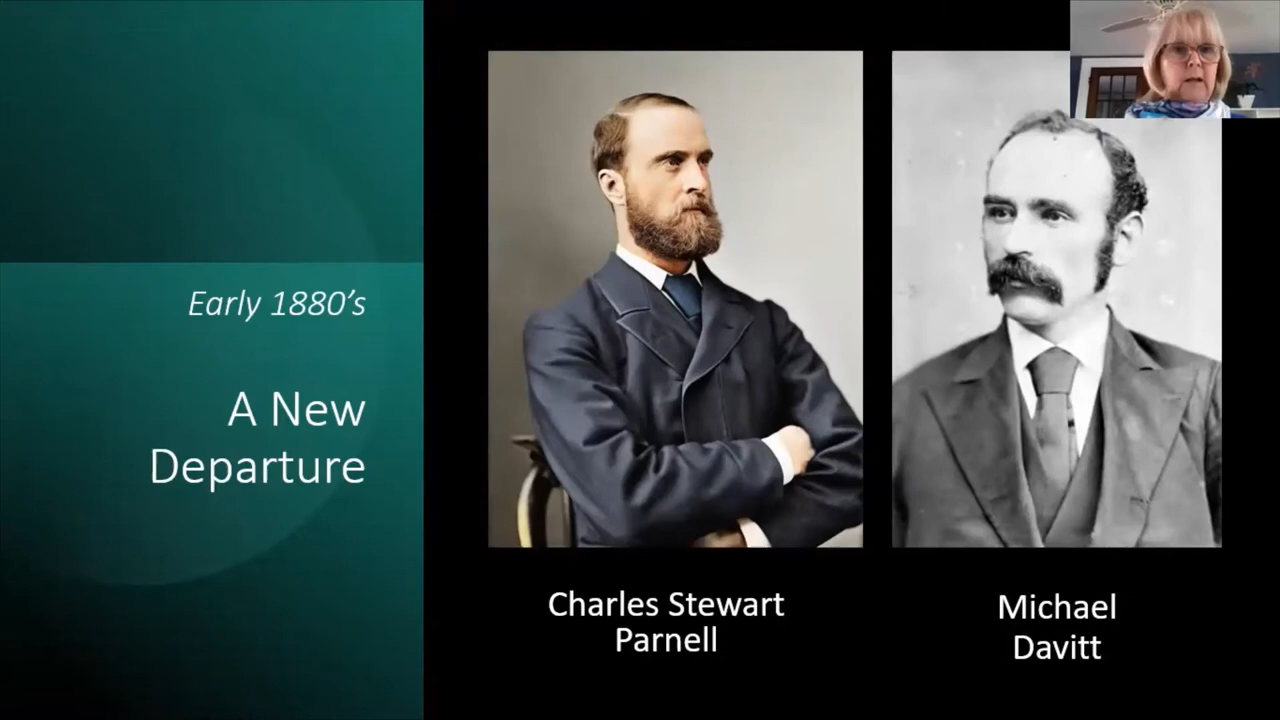 Early 1880’s
A New
Departure
Charles Stewart
Parnell
Michael
Davitt